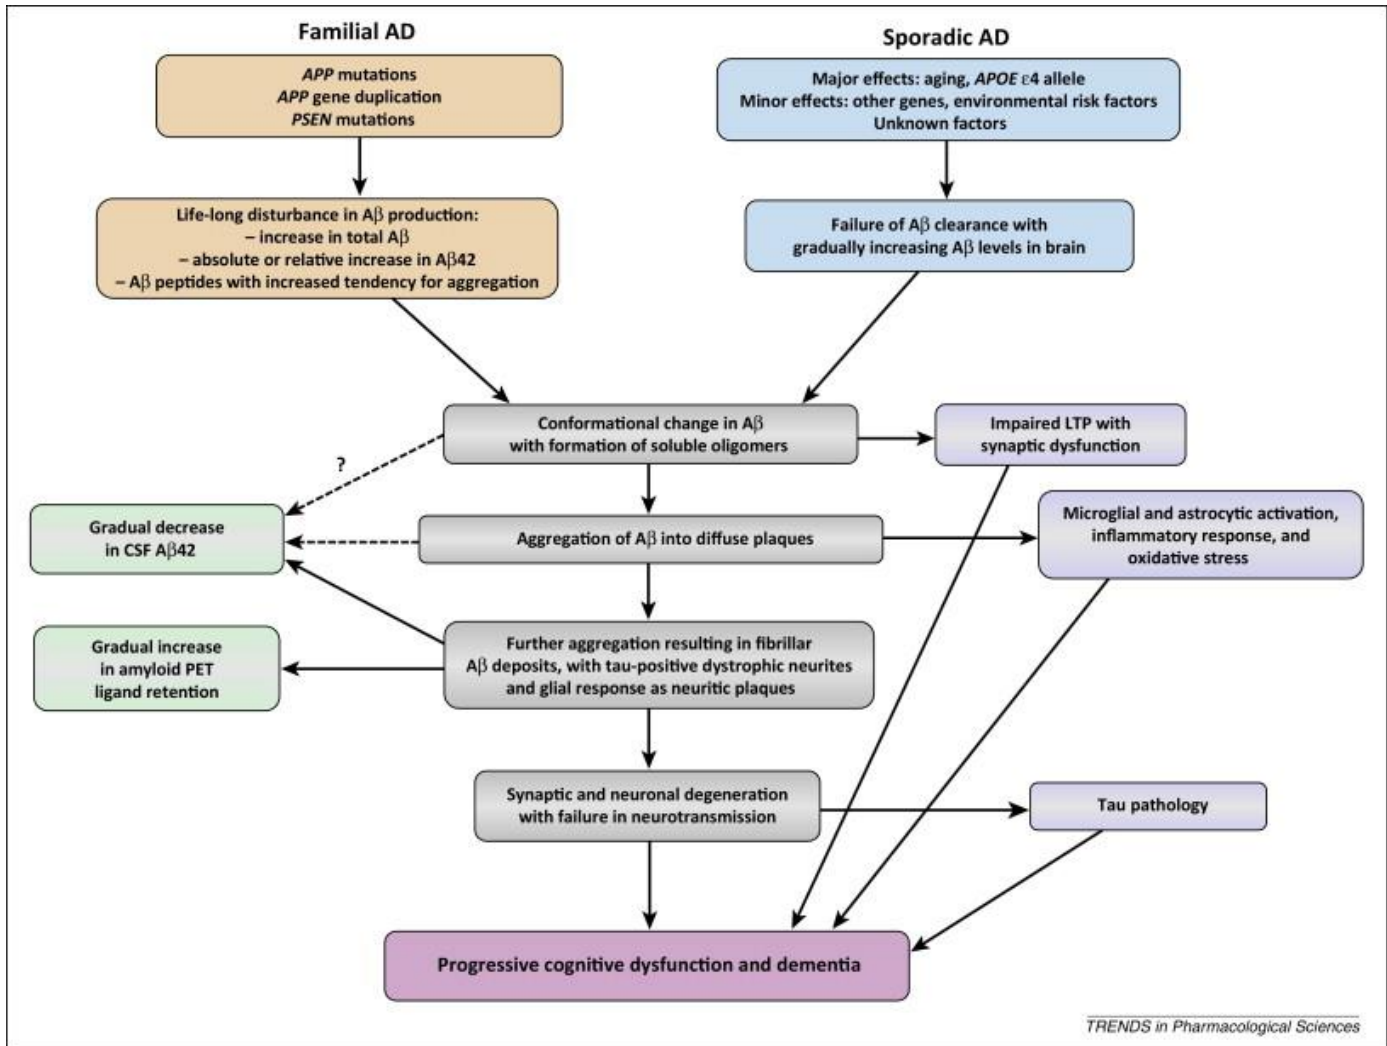 Familial AD
APP mutations
APP gene duplication
PSEN mutations
Sporadic AD
Major effects: aging, APOE ε4 allele
Minor effects: other genes, environmental risk factors
Unknown factors
Life-long disturbance in Aβ production:
– increase in total Aβ
– absolute or relative increase in Aβ42
– Aβ peptides with increased tendency for aggregation
Failure of Aβ clearance with
gradually increasing Aβ levels in brain
Conformational change in Aβ
with formation of soluble oligomers
Impaired LTP with
synaptic dysfunction
?
Gradual decrease
in CSF Aβ42
Aggregation of Aβ into diffuse plaques
Microglial and astrocytic activation,
inflammatory response, and
oxidative stress
Gradual increase
in amyloid PET
ligand retention
Further aggregation resulting in fibrillar
Aβ deposits, with tau-positive dystrophic neurites
and glial response as neuritic plaques
Synaptic and neuronal degeneration
with failure in neurotransmission
Tau pathology
Progressive cognitive dysfunction and dementia
TRENDS in Pharmacological Sciences